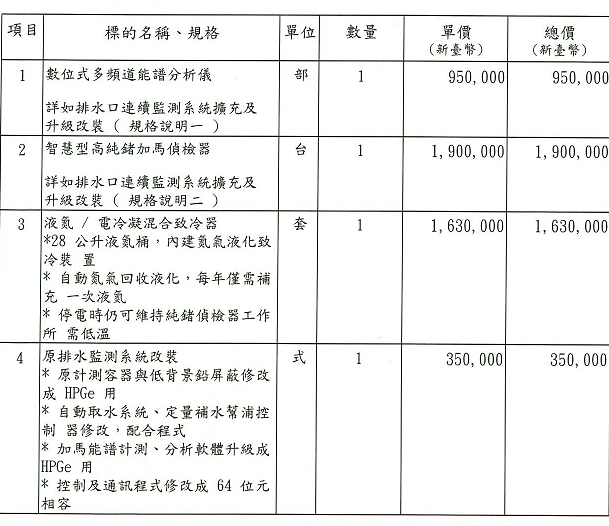 項目 標的名稱、規格 單位 數量 單價 總價
(新臺幣) (新臺幣)
1 數位式多頻道能譜分析儀 部 1 950,000 950,000
詳如排水口連續監測系統擴充及
升級改裝 ( 規格說明一 )
2 智慧型高純鍺加馬偵檢器 台 1 1,900,000 1,900,000
詳如排水口連續監測系統擴充及
升級改裝 ( 規格說明二 )
3 液氮 / 電冷凝混合致冷器 套 1 1,630,000 1,630,000
*28 公升液氮桶，內建氮氣液化致
冷裝 置
* 自動氮氣回收液化，每年僅需補
充 一次液氮
* 停電時仍可維持純鍺偵檢器工作
所 需低溫
4 原排水監測系統改裝 式 1 350,000 350,000
* 原計測容器與低背景鉛屏蔽修改
成 HPGe 用
* 自動取水系統、定量補水幫浦控
制 器修改，配合程式
* 加馬能譜計測、分析軟體升級成
HPGe 用
* 控制及通訊程式修改成 64 位元
相容